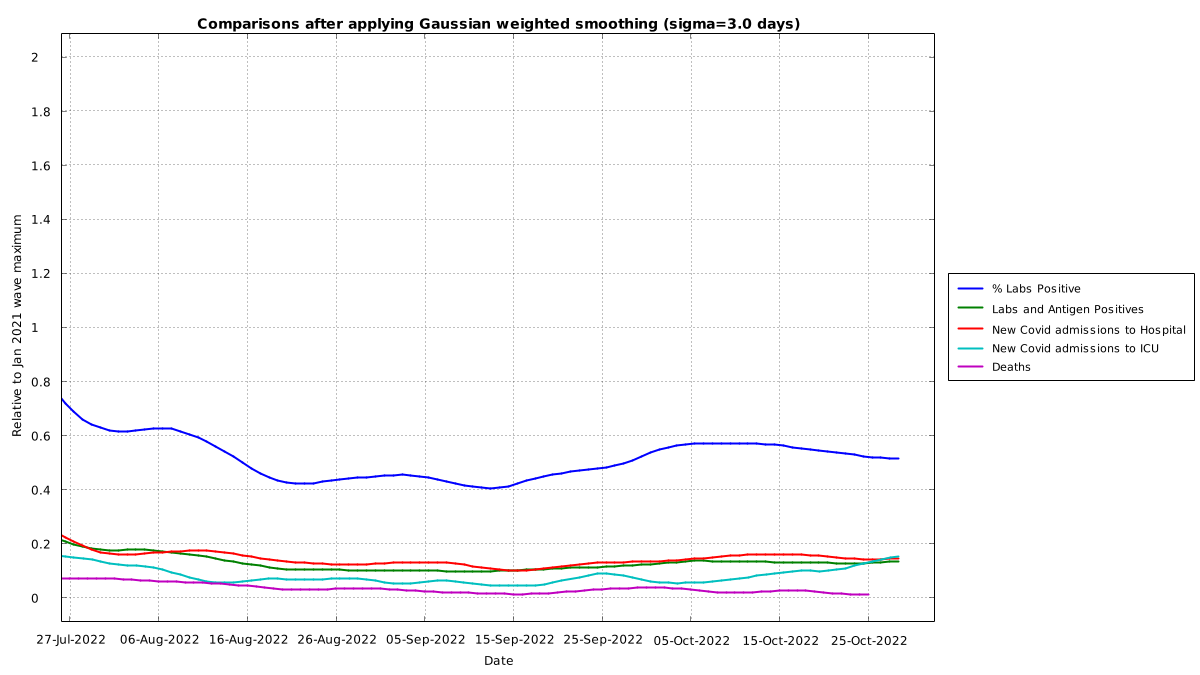 Comparisons after applying Gaussian weighted smoothing (sigma=3.0 days)
2
1.8
1.6
1.4
1.2
1
0.8
0.6
0.4
0.2
0
Relative to Jan 2021 wave maximum
27-Jul-2022 06-Aug-2022 16-Aug-2022 26-Aug-2022 05-Sep-2022 15-Sep-2022 25-Sep-2022 05-Oct-2022 15-Oct-2022 25-Oct-2022
Date
% Labs Positive
Labs and Antigen Positives
New Covid admissions to Hospital
New Covid admissions to ICU
Deaths